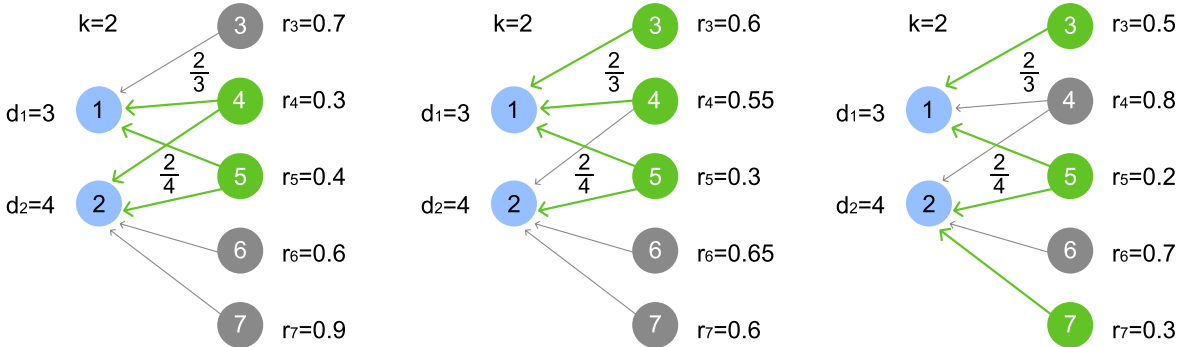 k=2
3
r₃=0.7
2
3
4
r₄=0.3
d₁=3
1
2
4
5
r₅=0.4
d₂=4
2
6
r₆=0.6
7
r₇=0.9
k=2
3
r₃=0.6
2
3
4
r₄=0.55
d₁=3
1
2
4
5
r₅=0.3
d₂=4
2
6
r₆=0.65
7
r₇=0.6
k=2
3
r₃=0.5
2
3
4
r₄=0.8
d₁=3
1
2
4
5
r₅=0.2
d₂=4
2
6
r₆=0.7
7
r₇=0.3